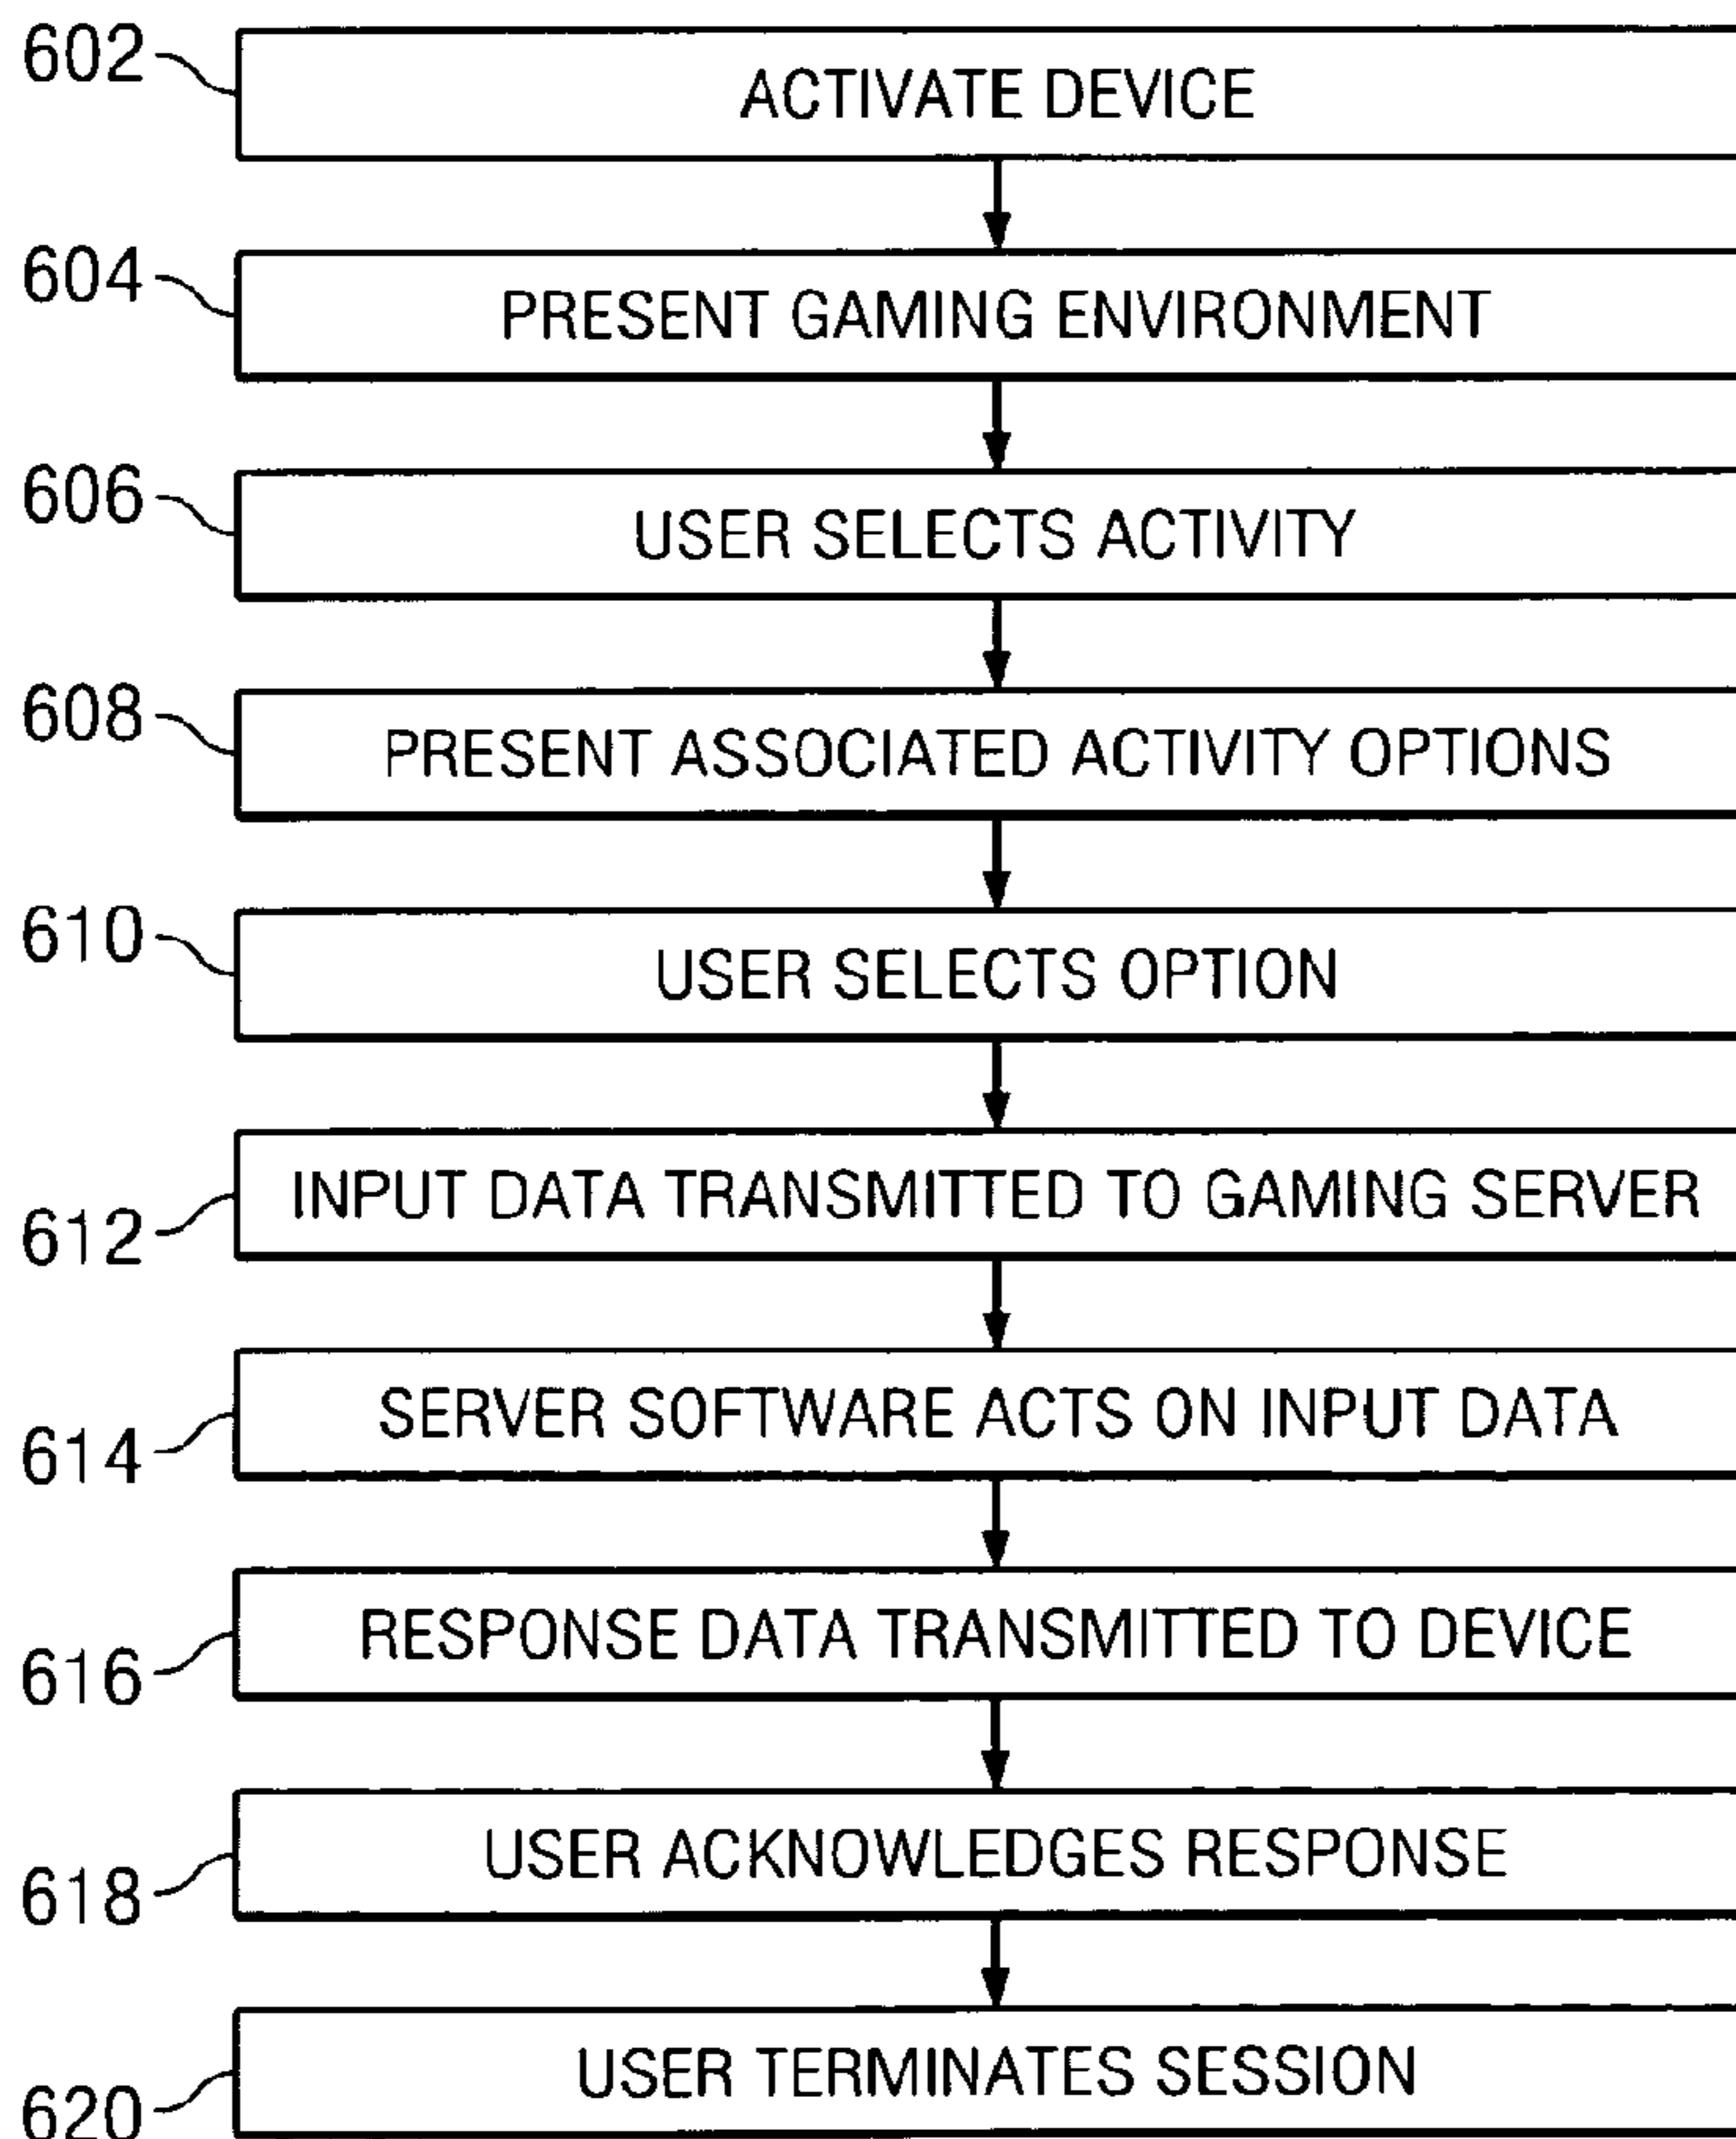 602
ACTIVATE DEVICE
604
PRESENT GAMING ENVIRONMENT
606
USER SELECTS ACTIVITY
608
PRESENT ASSOCIATED ACTIVITY OPTIONS
610
USER SELECTS OPTION
612
INPUT DATA TRANSMITTED TO GAMING SERVER
614
SERVER SOFTWARE ACTS ON INPUT DATA
616
RESPONSE DATA TRANSMITTED TO DEVICE
618
USER ACKNOWLEDGES RESPONSE
620
USER TERMINATES SESSION